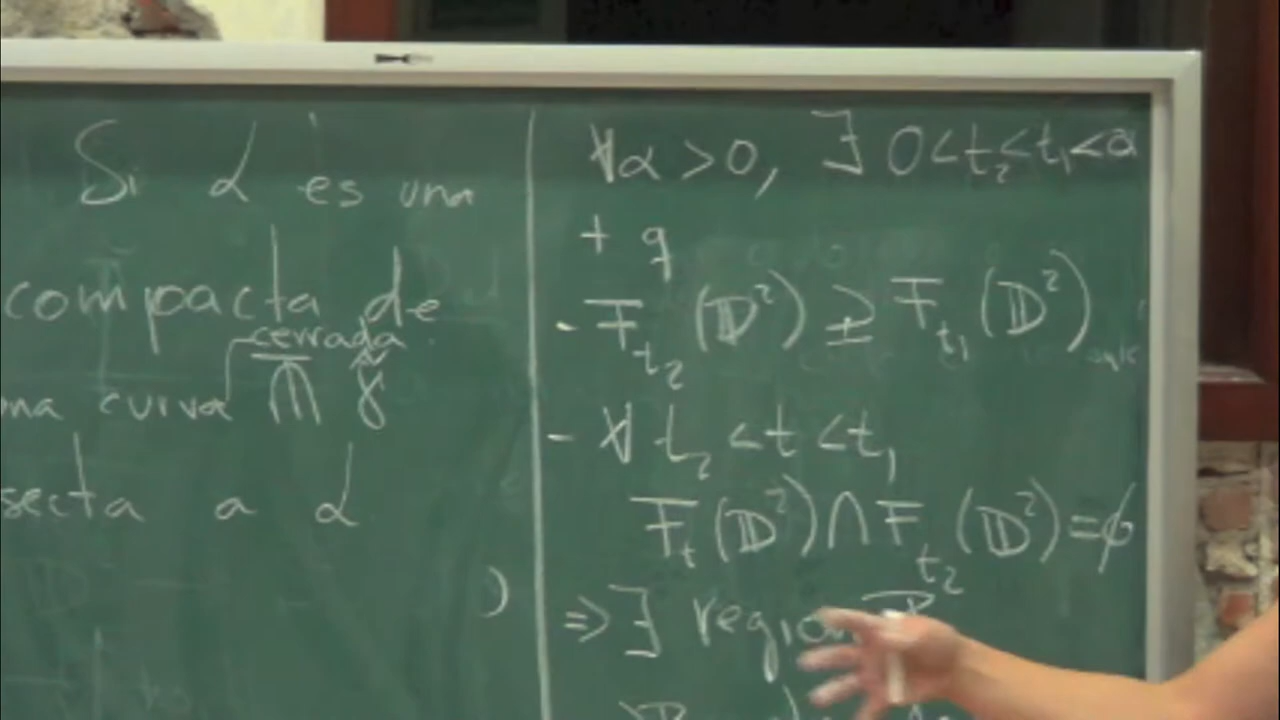 Si α es una
compacta de
cerrada
una curva ⋔ γ̃
secta a α
)
∀α > 0, ∃ 0 < t₂ < t₁ < a
+ q
- F_{t₂} (𝔻²) ⊋ F_{t₁} (𝔻²)
- ∀ t₂ < t < t₁
F_t (𝔻²) ∩ F_{t₂} (𝔻²) = ∅
⇒ ∃ region